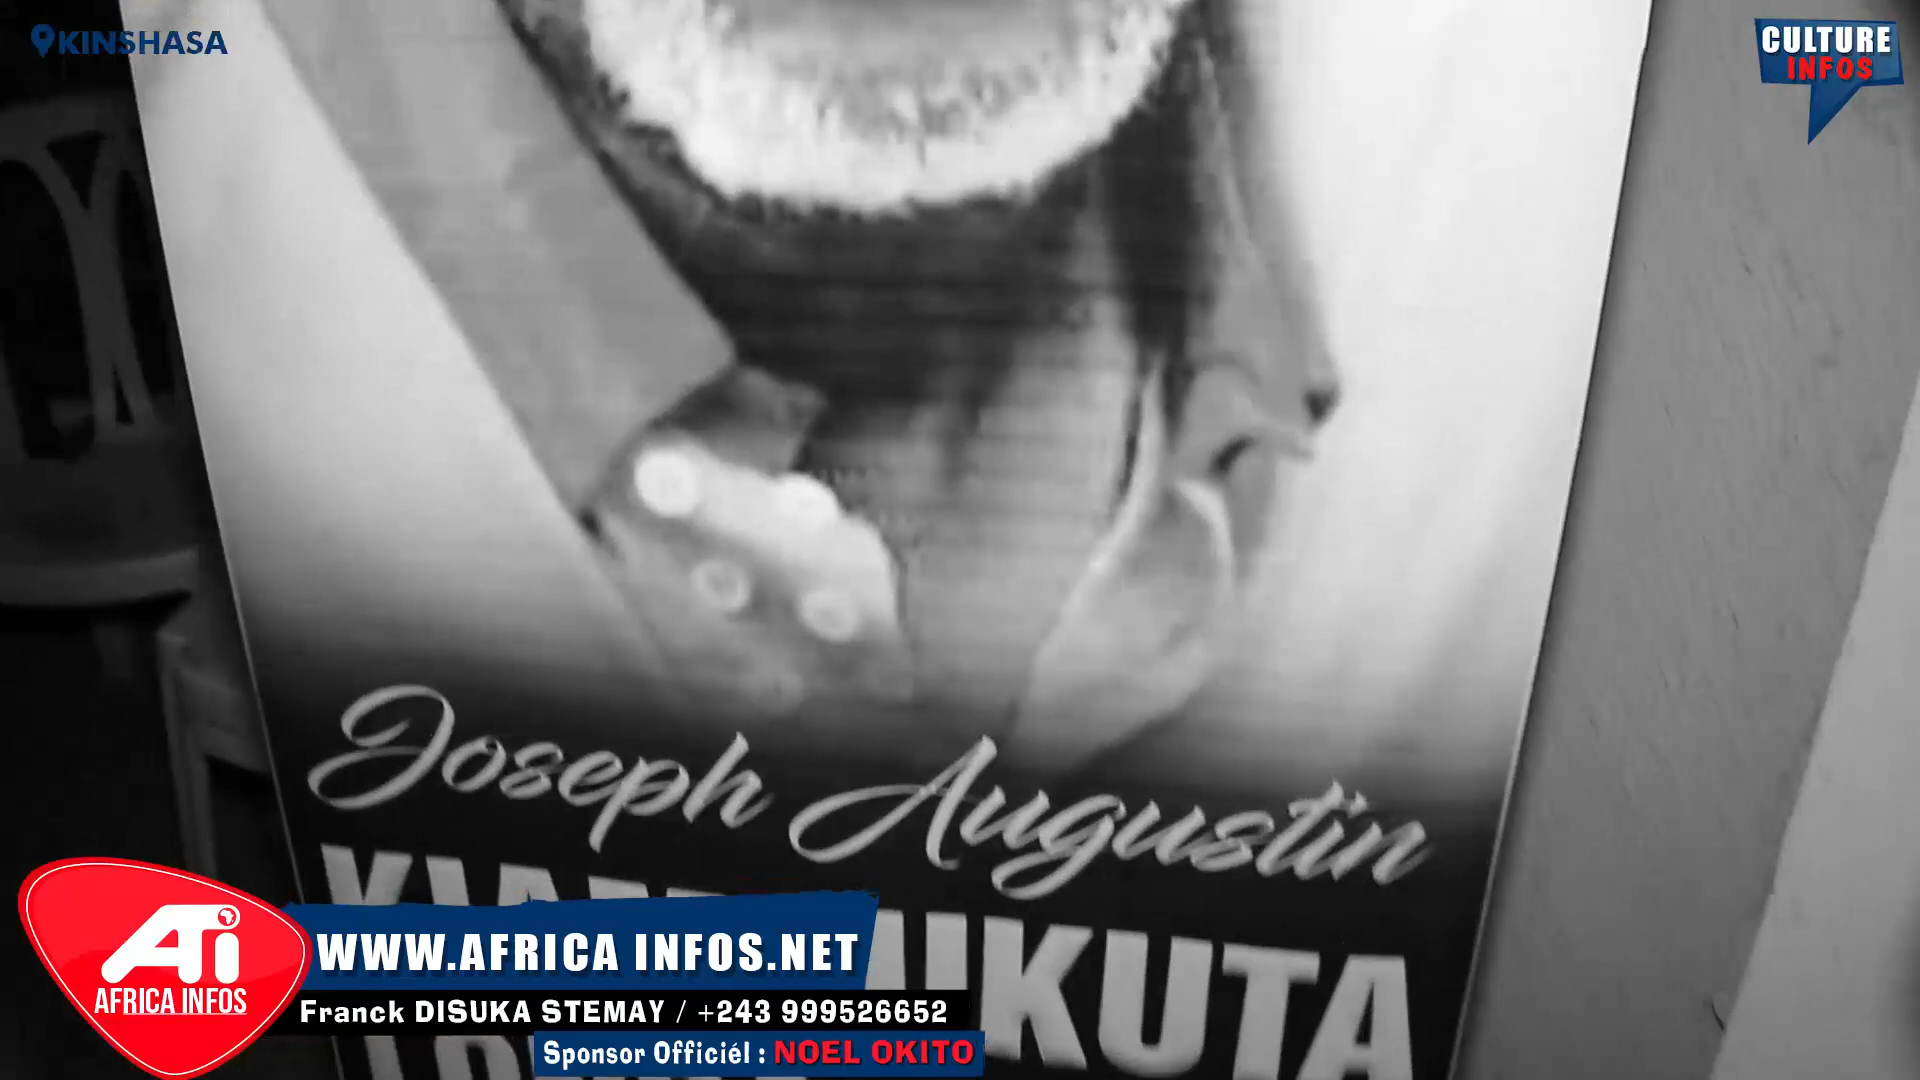 KINSHASA
CULTURE
INFOS
Joseph Augustin
WWW.AFRICA INFOS.NET
Ai
AFRICA INFOS
Franck DISUKA STEMAY / +243 999526652
Sponsor Officiél : NOEL OKITO